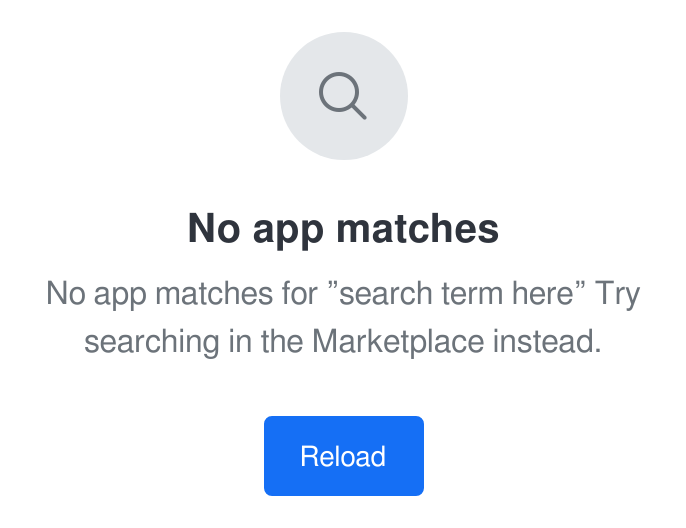 No app matches
No app matches for ”search term here” Try
searching in the Marketplace instead.
Reload